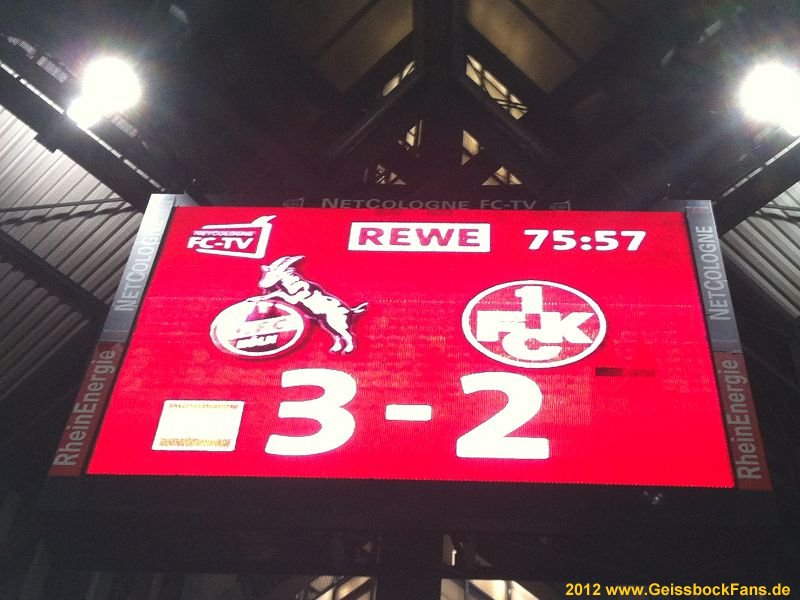 NETCOLOGNE FC-TV
NETCOLOGNE
FC-TV
REWE
75:57
1
FCK
3-2
NETCOLOGNE
RheinEnergie
NETCOLOGNE
RheinEnergie
2012 www.GeissbockFans.de